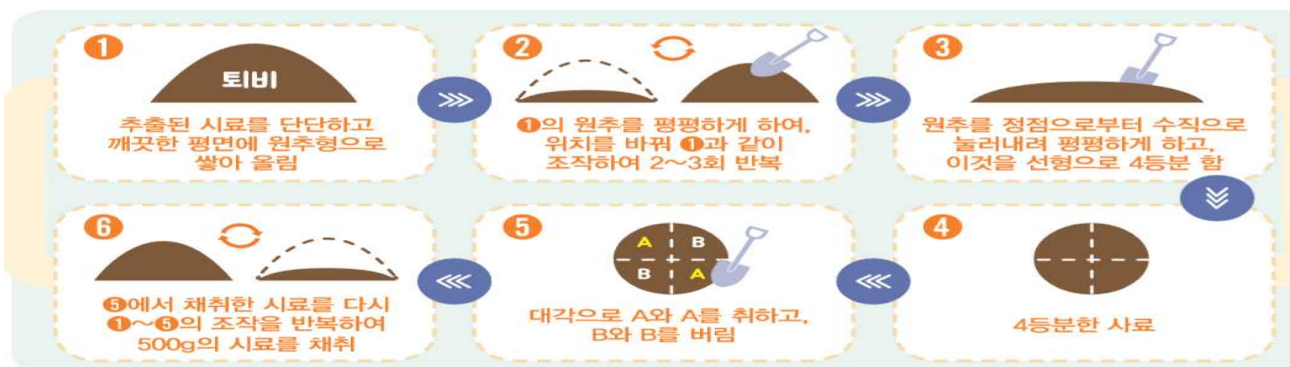 1
퇴비
추출된 시료를 단단하고
깨끗한 평면에 원추형으로
쌓아 올림
2
❶의 원추를 평평하게 하여,
위치를 바꿔 ❶과 같이
조작하여 2~3회 반복
3
원추를 정점으로부터 수직으로
눌러내려 평평하게 하고,
이것을 선형으로 4등분 함
4
4등분한 사료
5
A B
B A
대각으로 A와 A를 취하고,
B와 B를 버림
6
❺에서 채취한 시료를 다시
❶~❺의 조작을 반복하여
500g의 시료를 채취